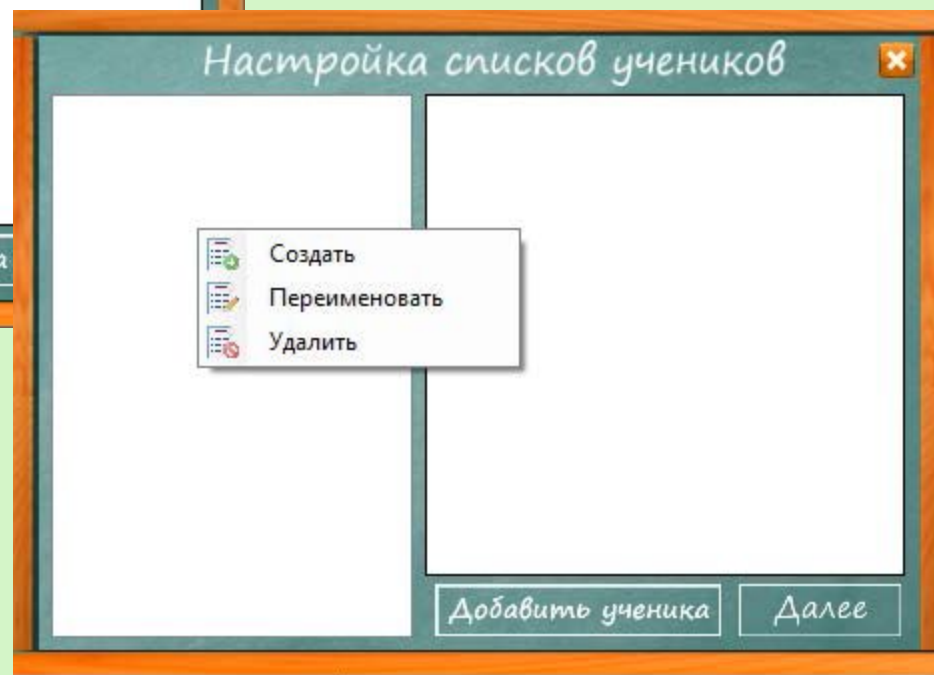 Настройка списков учеников
Создать
Переименовать
Удалить
а
Добавить ученика
Далее